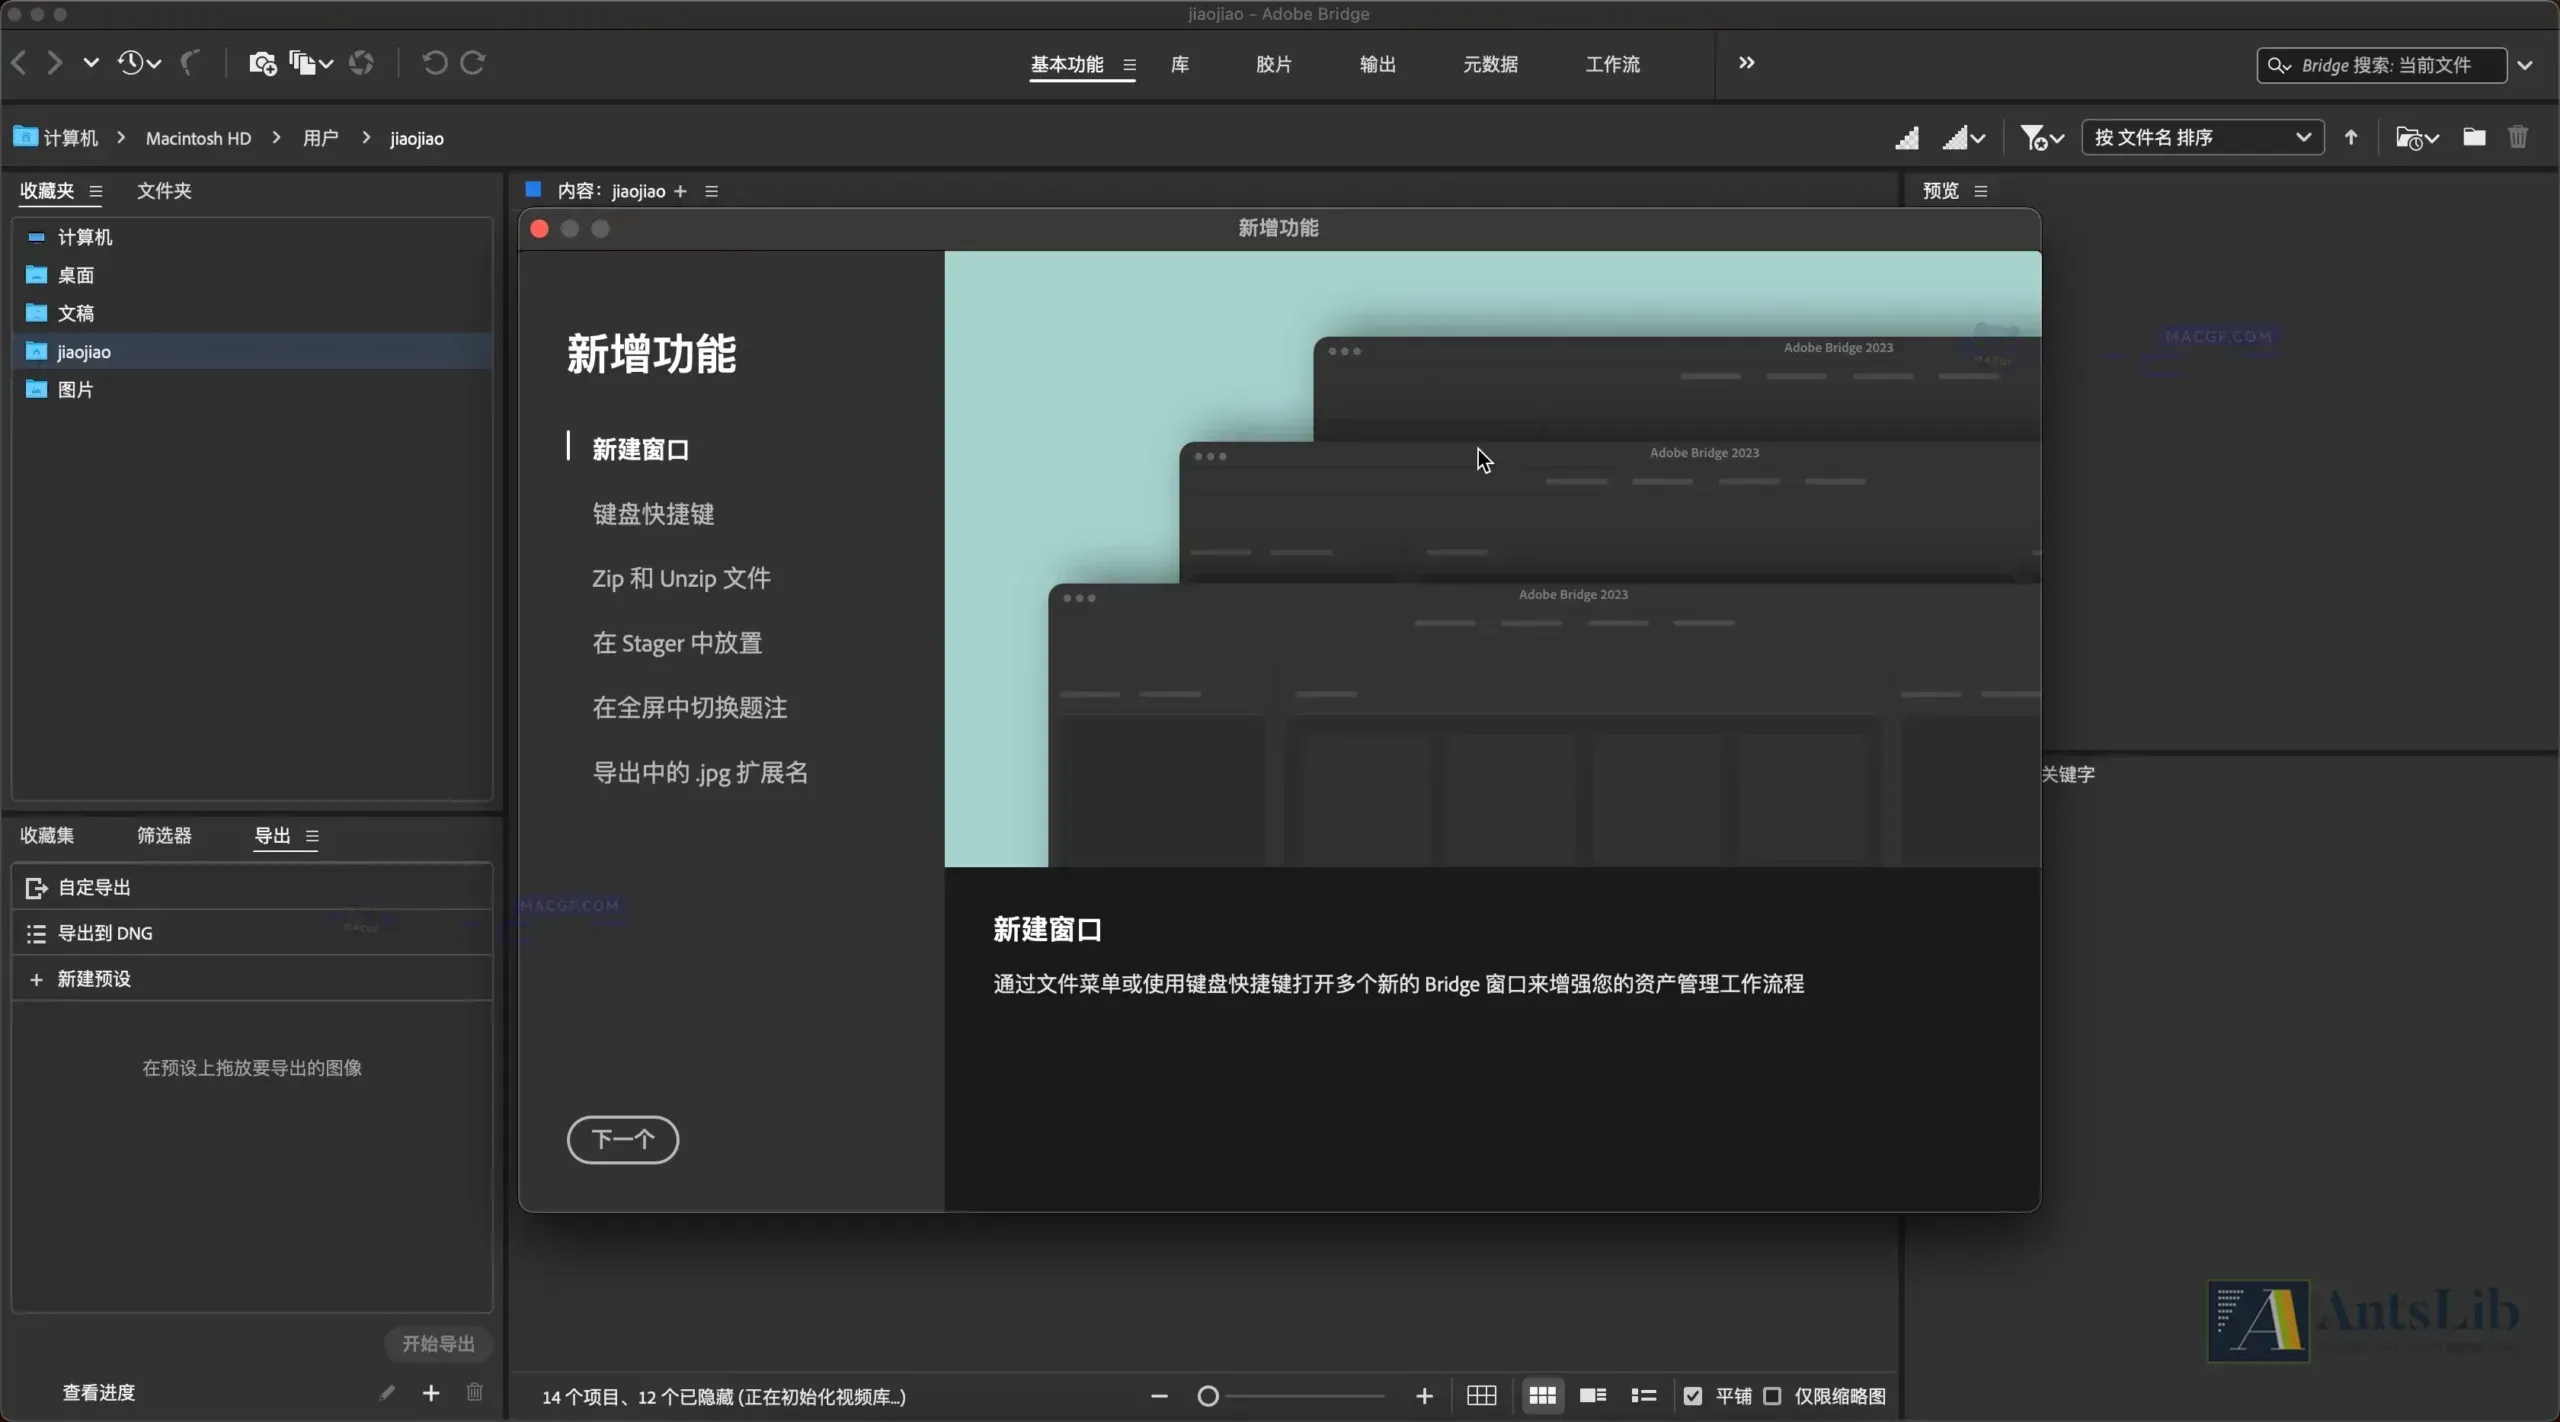 jiaojiao – Adobe Bridge
基本功能 库 胶片 输出 元数据 工作流
Bridge 搜索: 当前文件
计算机 Macintosh HD 用户 jiaojiao
按 文件名 排序
收藏夹 文件夹
内容: jiaojiao
预览
计算机
桌面
文稿
jiaojiao
图片
新增功能
新增功能
新建窗口
键盘快捷键
Zip 和 Unzip 文件
在 Stager 中放置
在全屏中切换题注
导出中的 .jpg 扩展名
下一个
Adobe Bridge 2023
Adobe Bridge 2023
Adobe Bridge 2023
MACGF.COM
新建窗口
通过文件菜单或使用键盘快捷键打开多个新的 Bridge 窗口来增强您的资产管理工作流程
关键字
收藏集 筛选器 导出
自定导出
导出到 DNG
新建预设
MACGF.COM
在预设上拖放要导出的图像
开始导出
查看进度
14 个项目、12 个已隐藏 (正在初始化视频库...)
平铺 仅限缩略图
AntsLib